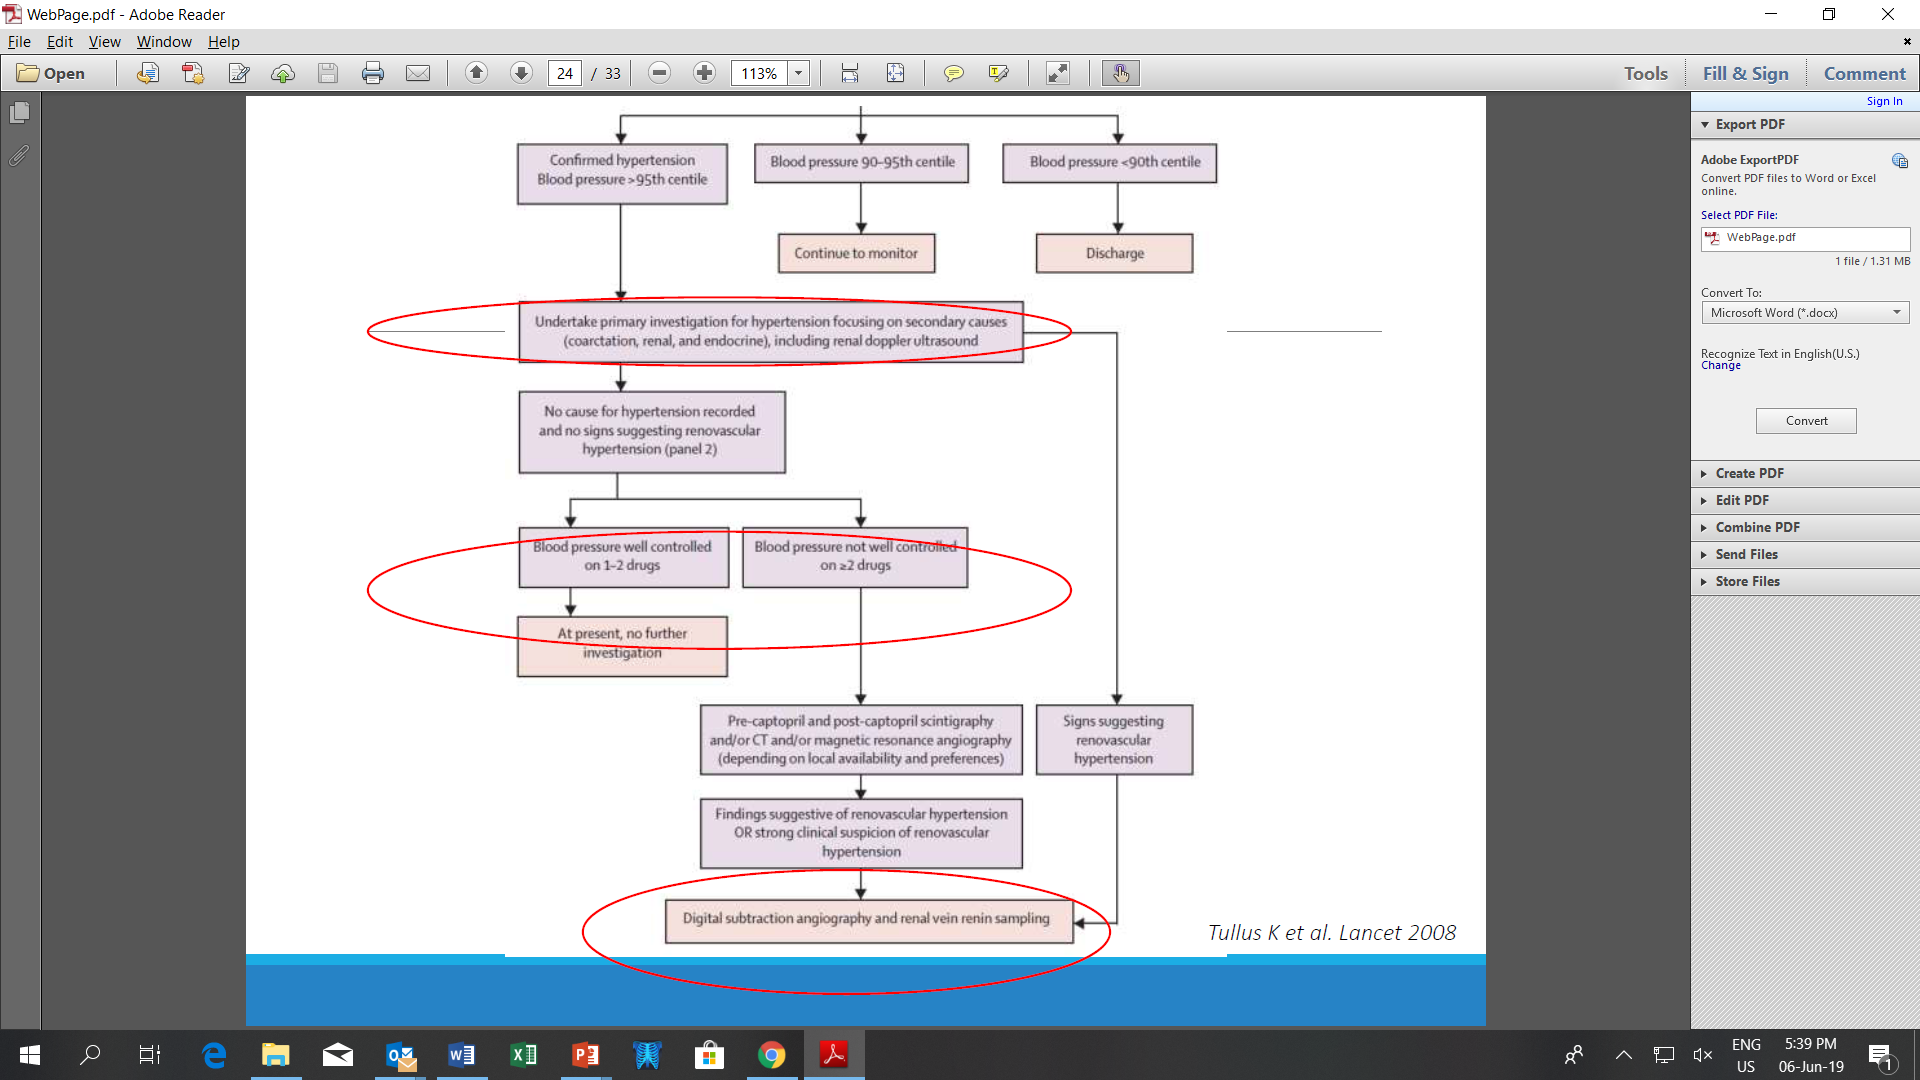 WebPage.pdf - Adobe Reader
File Edit View Window Help
Open
24 / 33
113%
Tools
Fill & Sign
Comment
Sign In
Export PDF
Adobe ExportPDF
Convert PDF files to Word or Excel
online.
Select PDF File:
WebPage.pdf
1 file / 1.31 MB
Convert To:
Microsoft Word (*.docx)
Recognize Text in English(U.S.)
Change
Convert
Create PDF
Edit PDF
Combine PDF
Send Files
Store Files
Confirmed hypertension
Blood pressure >95th centile
Blood pressure 90–95th centile
Blood pressure <90th centile
Continue to monitor
Discharge
Undertake primary investigation for hypertension focusing on secondary causes
(coarctation, renal, and endocrine), including renal doppler ultrasound
No cause for hypertension recorded
and no signs suggesting renovascular
hypertension (panel 2)
Blood pressure well controlled
on 1–2 drugs
Blood pressure not well controlled
on ≥2 drugs
At present, no further
investigation
Pre-captopril and post-captopril scintigraphy
and/or CT and/or magnetic resonance angiography
(depending on local availability and preferences)
Signs suggesting
renovascular
hypertension
Findings suggestive of renovascular hypertension
OR strong clinical suspicion of renovascular
hypertension
Digital subtraction angiography and renal vein renin sampling
Tullus K et al. Lancet 2008
ENG
US
5:39 PM
06-Jun-19
1